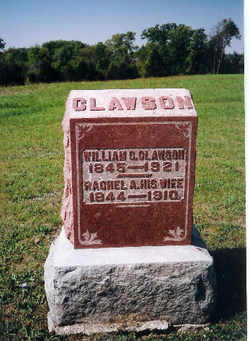 CLAWSON
WILLIAM C. CLAWSON
1845–1921
RACHEL A. HIS WIFE
1844–1910.